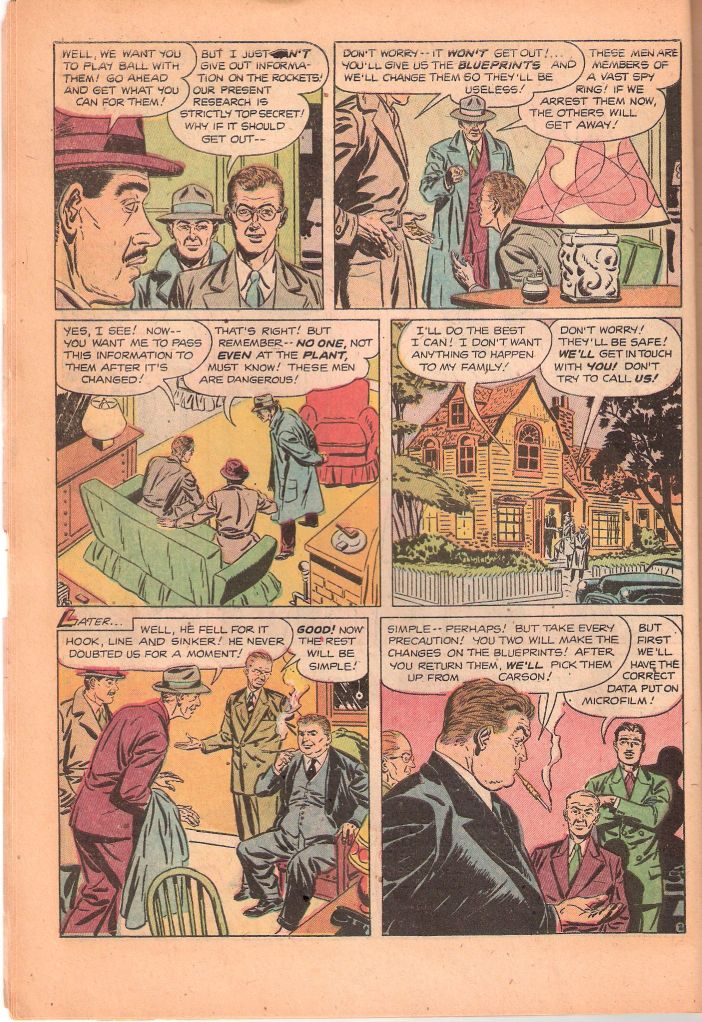 WELL, WE WANT YOU
TO PLAY BALL WITH
THEM! GO AHEAD
AND GET WHAT YOU
CAN FOR THEM!
BUT I JUST CAN'T
GIVE OUT INFORMA-
TION ON THE ROCKETS!
OUR PRESENT
RESEARCH IS
STRICTLY TOP SECRET!
WHY IF IT SHOULD
GET OUT--
DON'T WORRY--IT WON'T GET OUT!...
YOU'LL GIVE US THE BLUEPRINTS AND
WE'LL CHANGE THEM SO THEY'LL BE
USELESS!
THESE MEN ARE
MEMBERS OF
A VAST SPY
RING! IF WE
ARREST THEM NOW,
THE OTHERS WILL
GET AWAY!
YES, I SEE! NOW--
YOU WANT ME TO PASS
THIS INFORMATION TO
THEM AFTER IT'S
CHANGED!
THAT'S RIGHT! BUT
REMEMBER--NO ONE, NOT
EVEN AT THE PLANT,
MUST KNOW! THESE MEN
ARE DANGEROUS!
I'LL DO THE BEST
I CAN! I DON'T WANT
ANYTHING TO HAPPEN
TO MY FAMILY!
DON'T WORRY!
THEY'LL BE SAFE!
WE'LL GET IN TOUCH
WITH YOU! DON'T
TRY TO CALL US!
LATER...
WELL, HE FELL FOR IT
HOOK, LINE AND SINKER! HE NEVER
DOUBTED US FOR A MOMENT!
GOOD! NOW
THE REST
WILL BE
SIMPLE!
SIMPLE--PERHAPS! BUT TAKE EVERY
PRECAUTION! YOU TWO WILL MAKE THE
CHANGES ON THE BLUEPRINTS! AFTER
YOU RETURN THEM, WE'LL PICK THEM
UP FROM CARSON!
BUT
FIRST
WE'LL
HAVE THE
CORRECT
DATA PUT ON
MICROFILM!
2